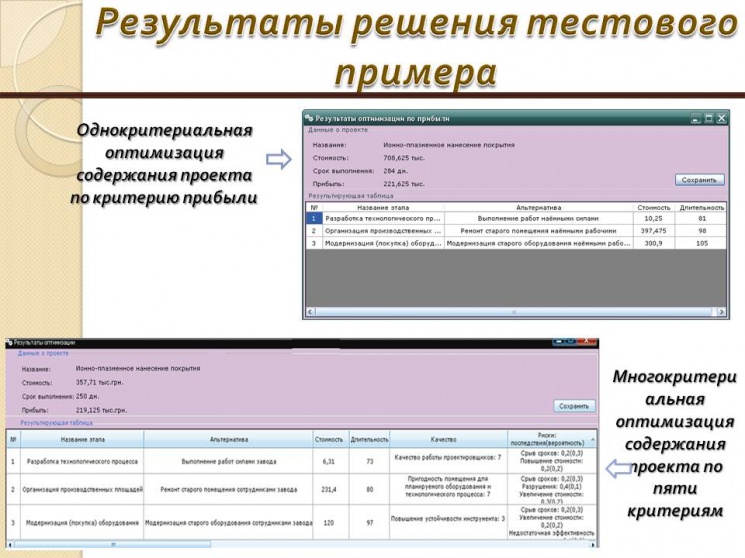 Результаты решения тестового
примера
Однокритериальная
оптимизация
содержания проекта
по критерию прибыли
Результаты оптимизации по прибыли
Данные о проекте
Название: Ионно-плазменное нанесение покрытия
Стоимость: 708,625 тыс.
Срок выполнения: 284 дн.
Прибыль: 221,625 тыс.
Сохранить
Результирующая таблица
№ Название этапа Альтернатива Стоимость Длительность
1 Разработка технологического пр... Выполнение работ наёнными силами 10,25 81
2 Организация производственных ... Ремонт старого помещения наёнными рабочими 397,475 98
3 Модернизация (покупка) оборуд... Модернизация старого оборудования наёнными рабо... 300,9 105
Результаты оптимизации
Данные о проекте
Название: Ионно-плазменное нанесение покрытия
Стоимость: 357,71 тыс.грн.
Срок выполнения: 250 дн.
Прибыль: 219,125 тыс.грн.
Сохранить
Результирующая таблица
№ Название этапа Альтернатива Стоимость Длительность Качество Риски:
последствия(вероятность)
1 Разработка технологического процесса Выполнение работ силами завода 6,31 73 Качество работы проектировщиков: 7 Срыв сроков: 0,2(0,3)
Повышение стоимости:
0,2(0,2)
2 Организация производственных площадей Ремонт старого помещения сотрудниками завода 231,4 80 Пригодность помещения для
планируемого оборудования и
технологического процесса: 7
Срыв сроков: 0,2(0,3)
Разрушения: 0,4(0,1)
Увеличение стоимости:
0,3(0,2)
3 Модернизация (покупка) оборудования Модернизация старого оборудования сотрудниками завода 120 97 Повышение устойчивости инструмента: 3 Срыв сроков: 0,2(0,3)
Увеличение стоимости:
0,2(0,2)
Недостаточная эффективность
Многокритери
альная
оптимизация
содержания
проекта по
пяти
критериям